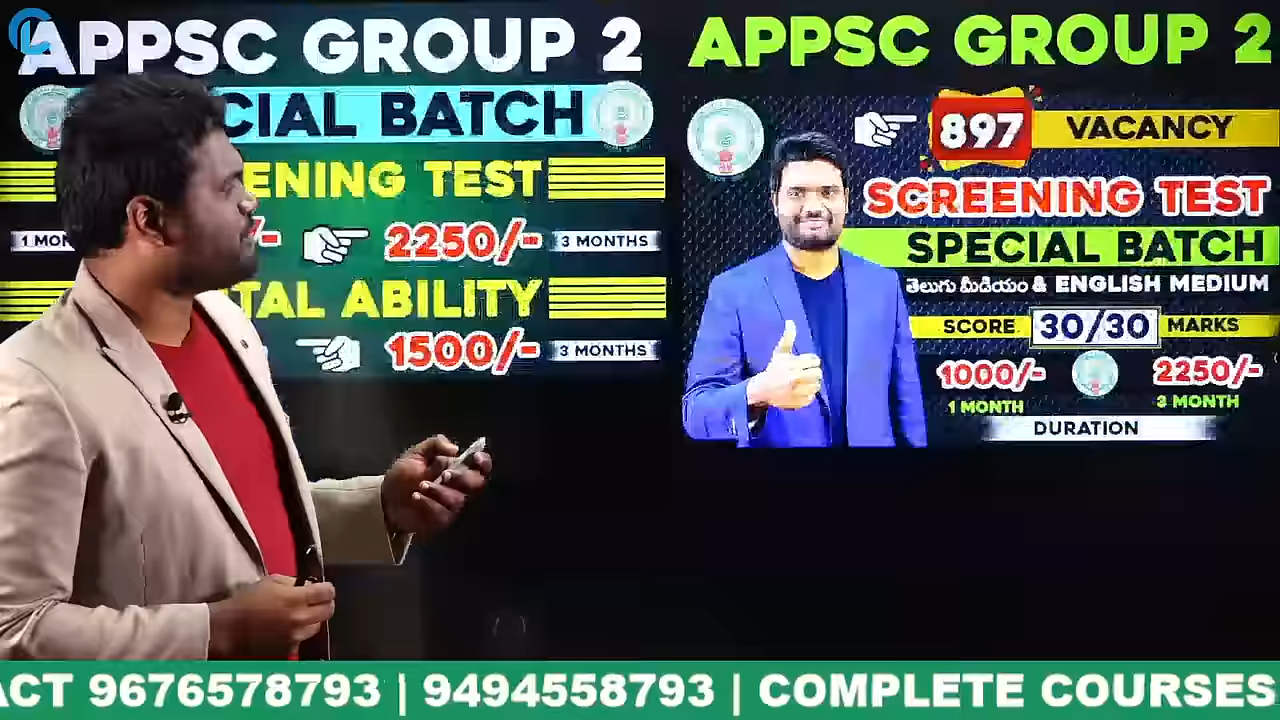 APPSC GROUP 2
CIAL BATCH
ENING TEST
1 MON
/-
2250/-
3 MONTHS
TAL ABILITY
1500/-
3 MONTHS
APPSC GROUP 2
897 VACANCY
SCREENING TEST
SPECIAL BATCH
తెలుగు మీడియం & ENGLISH MEDIUM
SCORE 30/30 MARKS
1000/- 2250/-
1 MONTH 3 MONTH
DURATION
ACT 9676578793 | 9494558793 | COMPLETE COURSES